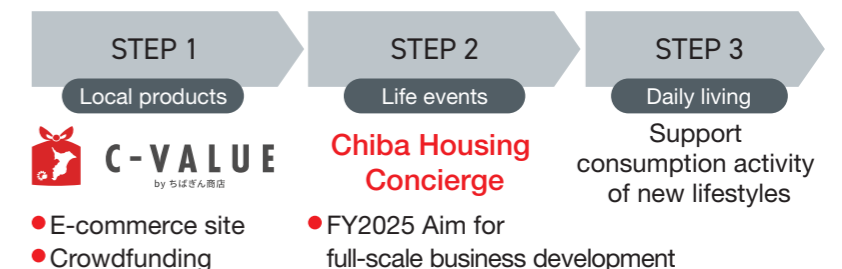 STEP 1
STEP 2
STEP 3
Local products
Life events
Daily living
C-VALUE
by ちばぎん商店
Chiba Housing
Concierge
Support
consumption activity
of new lifestyles
E-commerce site
Crowdfunding
FY2025 Aim for
full-scale business development